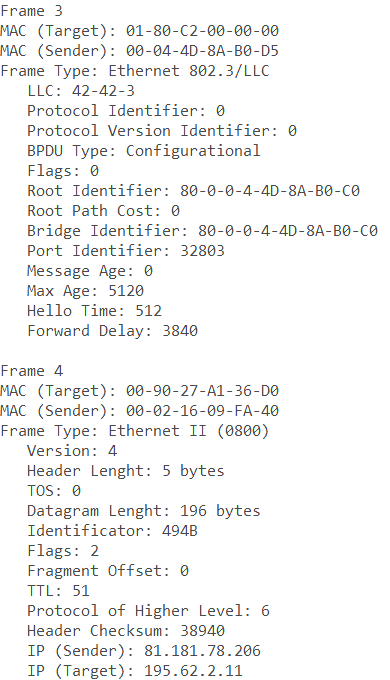 Frame 3
MAC (Target): 01-80-C2-00-00-00
MAC (Sender): 00-04-4D-8A-B0-D5
Frame Type: Ethernet 802.3/LLC
LLC: 42-42-3
Protocol Identifier: 0
Protocol Version Identifier: 0
BPDU Type: Configurational
Flags: 0
Root Identifier: 80-0-0-4-4D-8A-B0-C0
Root Path Cost: 0
Bridge Identifier: 80-0-0-4-4D-8A-B0-C0
Port Identifier: 32803
Message Age: 0
Max Age: 5120
Hello Time: 512
Forward Delay: 3840
Frame 4
MAC (Target): 00-90-27-A1-36-D0
MAC (Sender): 00-02-16-09-FA-40
Frame Type: Ethernet II (0800)
Version: 4
Header Lenght: 5 bytes
TOS: 0
Datagram Lenght: 196 bytes
Identificator: 494B
Flags: 2
Fragment Offset: 0
TTL: 51
Protocol of Higher Level: 6
Header Checksum: 38940
IP (Sender): 81.181.78.206
IP (Target): 195.62.2.11